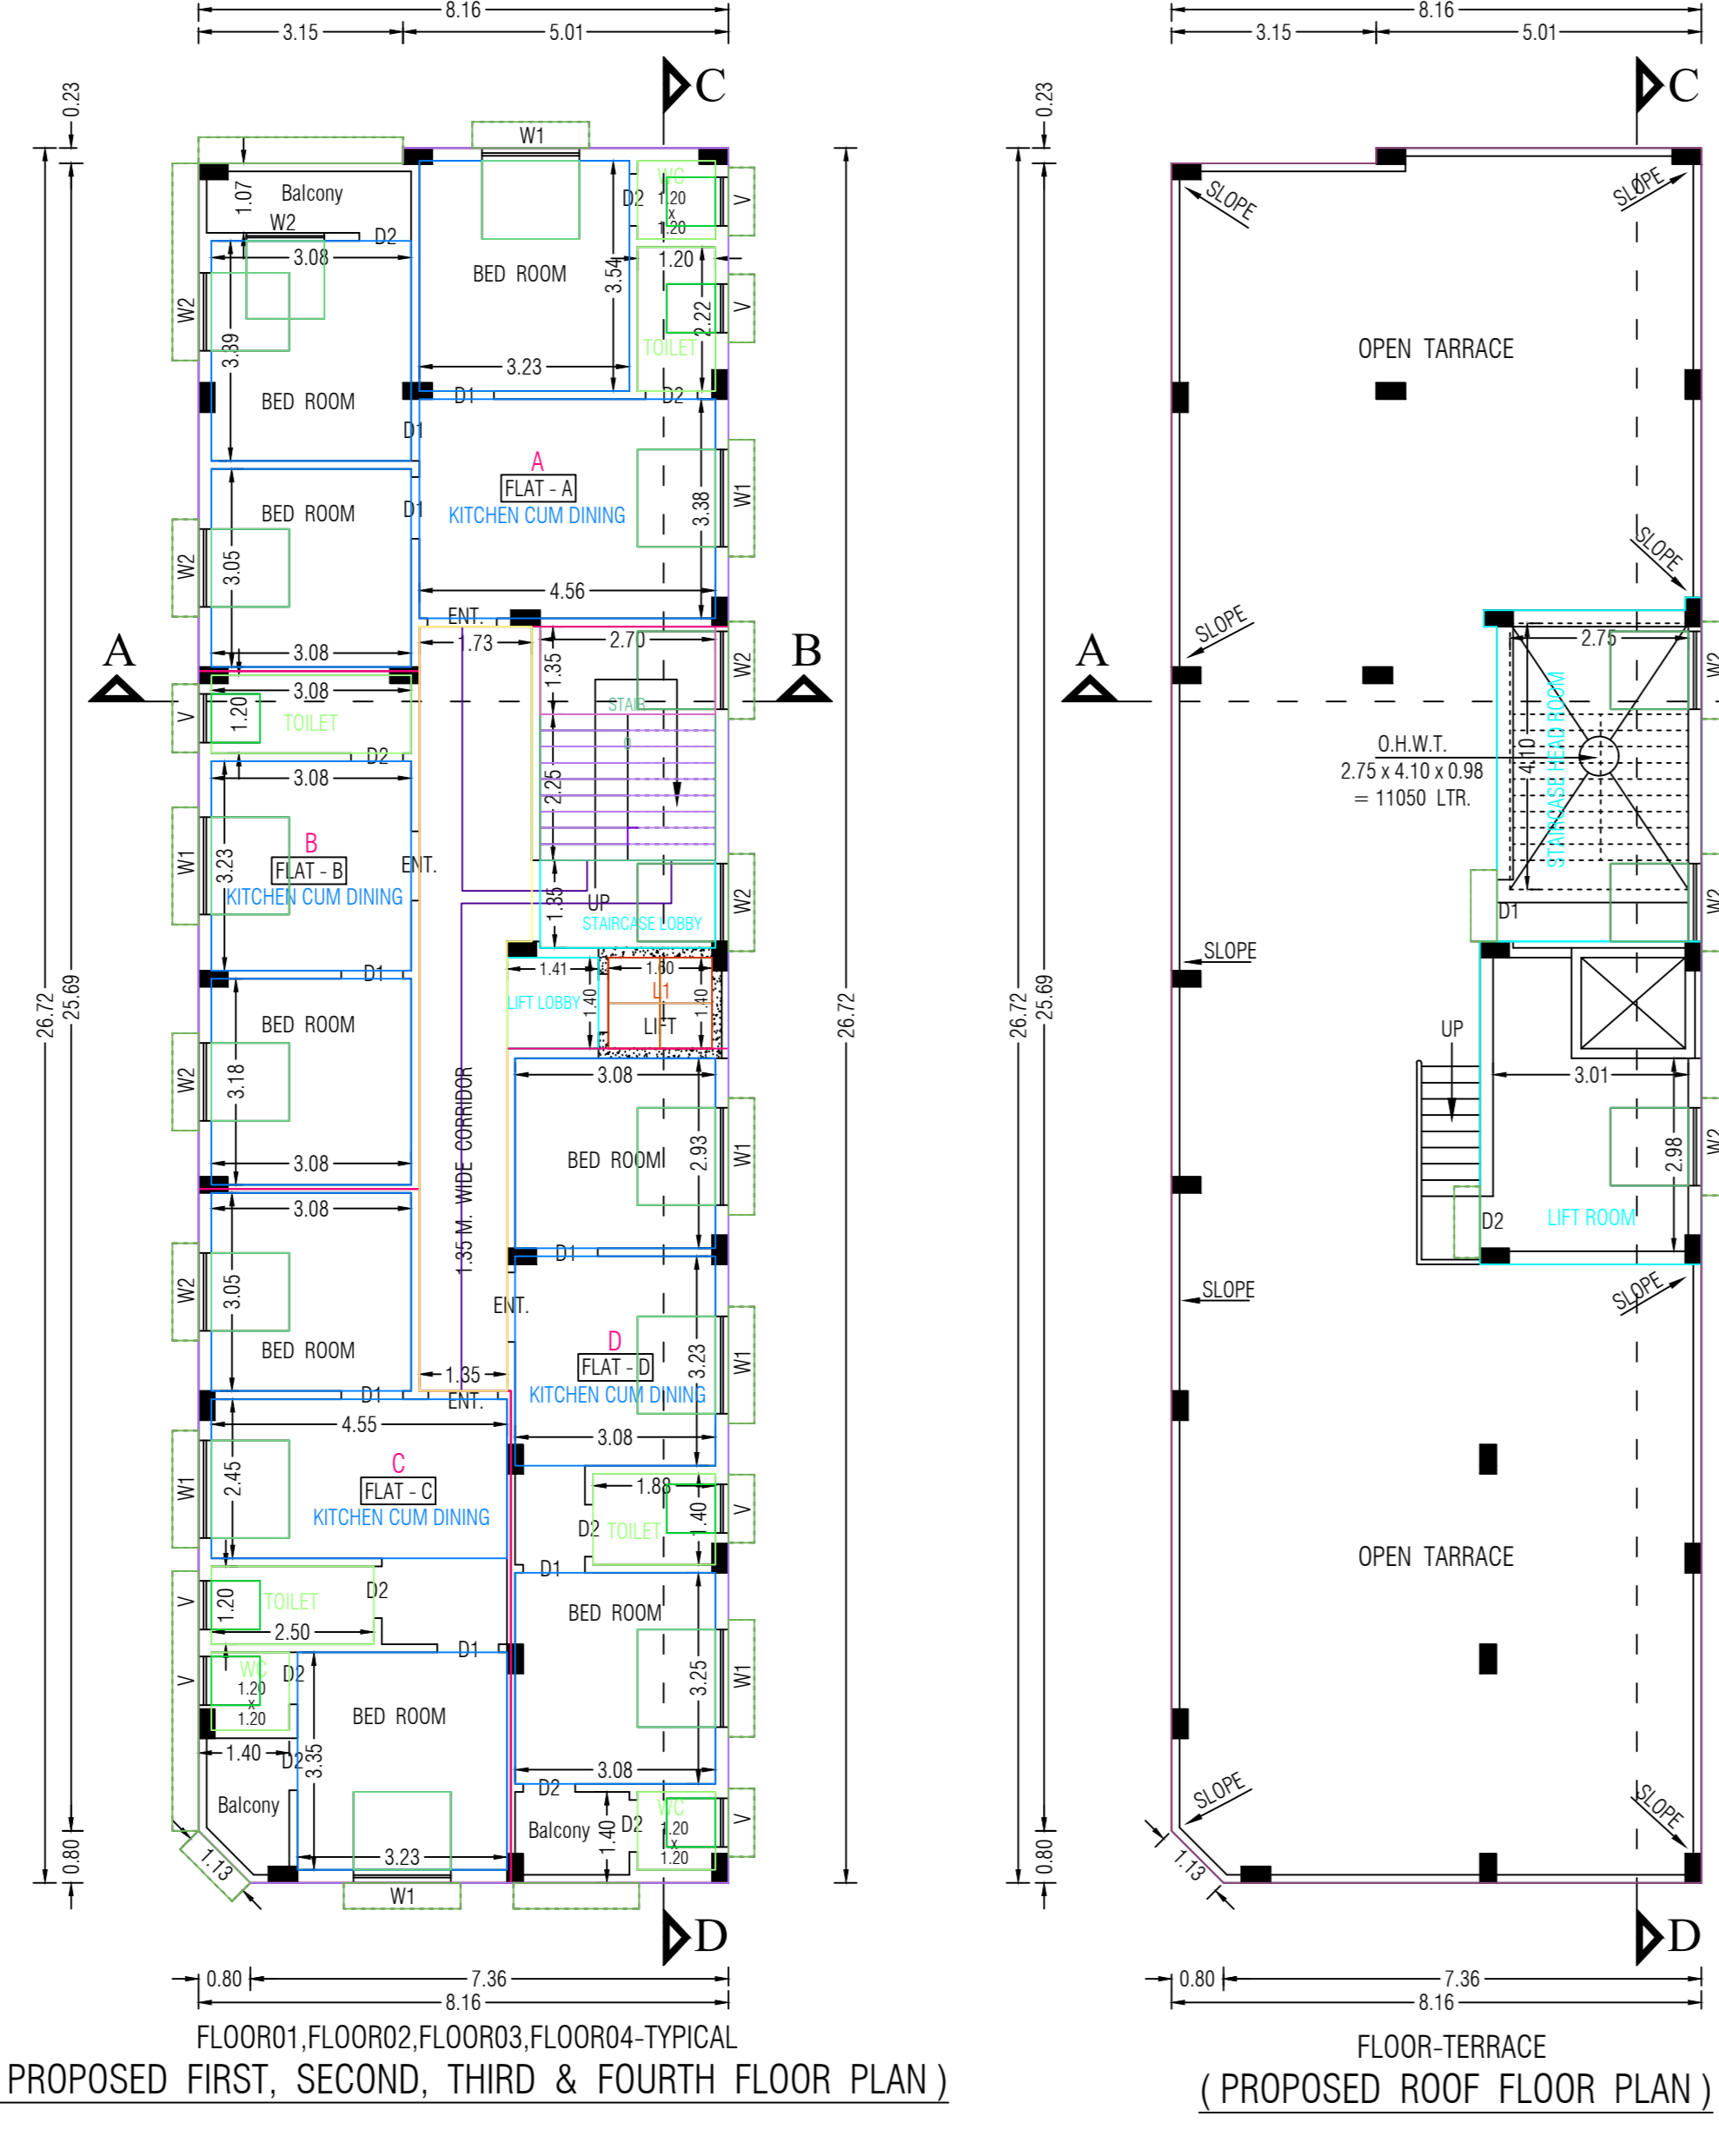 8.16
3.15
5.01
C
0.23
W1
Balcony
1.07
W2
D2
3.08
W2
3.39
BED ROOM
BED ROOM
3.54
3.23
WC
1.20
x
1.20
D2
V
1.20
2.22
V
TOILET
D1
D2
D1
A
FLAT - A
KITCHEN CUM DINING
3.38
W1
4.56
BED ROOM
D1
W2
3.05
3.08
ENT.
1.73
2.70
1.35
W2
A
B
3.08
1.20
TOILET
V
D2
STAIR
2.25
3.08
3.23
W1
B
FLAT - B
KITCHEN CUM DINING
ENT.
UP
1.35
STAIRCASE LOBBY
W2
D1
1.41
1.60
LIFT LOBBY
1.40
L1
LIFT
1.40
26.72
25.69
26.72
BED ROOM
3.18
W2
3.08
1.35 M. WIDE CORRIDOR
3.08
BED ROOM
2.93
W1
3.08
3.05
W2
BED ROOM
D1
ENT.
D
FLAT - D
KITCHEN CUM DINING
3.23
W1
3.08
1.35
D1
ENT.
4.55
2.45
W1
C
FLAT - C
KITCHEN CUM DINING
1.88
1.40
D2
TOILET
V
D1
V
1.20
TOILET
D2
2.50
D1
BED ROOM
3.25
W1
3.08
V
WC
1.20
x
1.20
D2
BED ROOM
1.40
D2
3.35
Balcony
3.23
D2
Balcony
1.40
D2
WC
1.20
x
1.20
V
0.80
1.13
W1
D
0.80
7.36
8.16
FLOOR01,FLOOR02,FLOOR03,FLOOR04-TYPICAL
PROPOSED FIRST, SECOND, THIRD & FOURTH FLOOR PLAN )
8.16
3.15
5.01
C
0.23
SLOPE
SLOPE
OPEN TARRACE
SLOPE
SLOPE
A
2.75
W2
STAIRCASE HEAD ROOM
4.10
O.H.W.T.
2.75 x 4.10 x 0.98
= 11050 LTR.
D1
W2
SLOPE
26.72
25.69
UP
3.01
2.98
W2
D2
LIFT ROOM
SLOPE
SLOPE
OPEN TARRACE
SLOPE
SLOPE
0.80
1.13
D
0.80
7.36
8.16
FLOOR-TERRACE
( PROPOSED ROOF FLOOR PLAN )